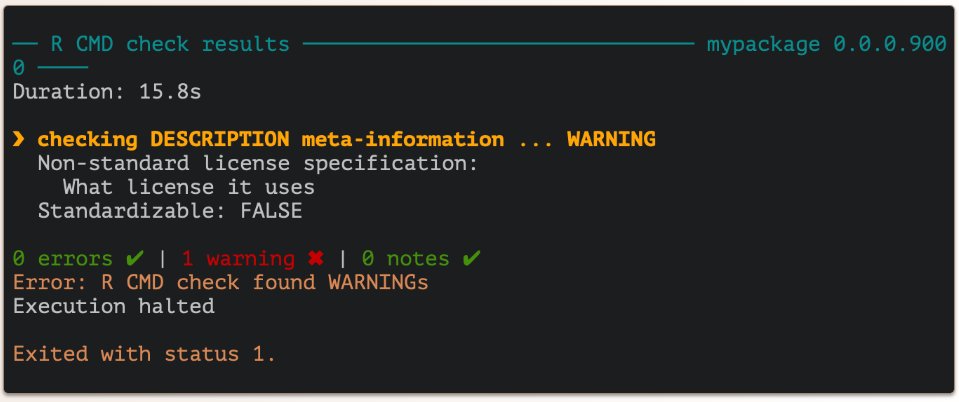 ── R CMD check results ─────────────────────────────── mypackage 0.0.0.900
0 ────
Duration: 15.8s
❯ checking DESCRIPTION meta-information ... WARNING
Non-standard license specification:
What license it uses
Standardizable: FALSE
0 errors ✔ | 1 warning ✖ | 0 notes ✔
Error: R CMD check found WARNINGs
Execution halted
Exited with status 1.